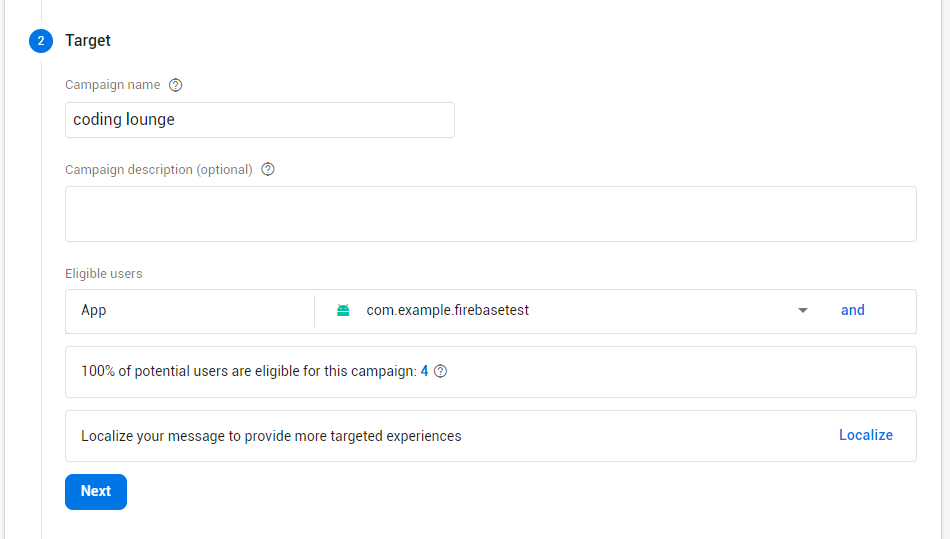 2 Target
Campaign name
coding lounge
Campaign description (optional)
Eligible users
App com.example.firebasetest and
100% of potential users are eligible for this campaign: 4
Localize your message to provide more targeted experiences Localize
Next